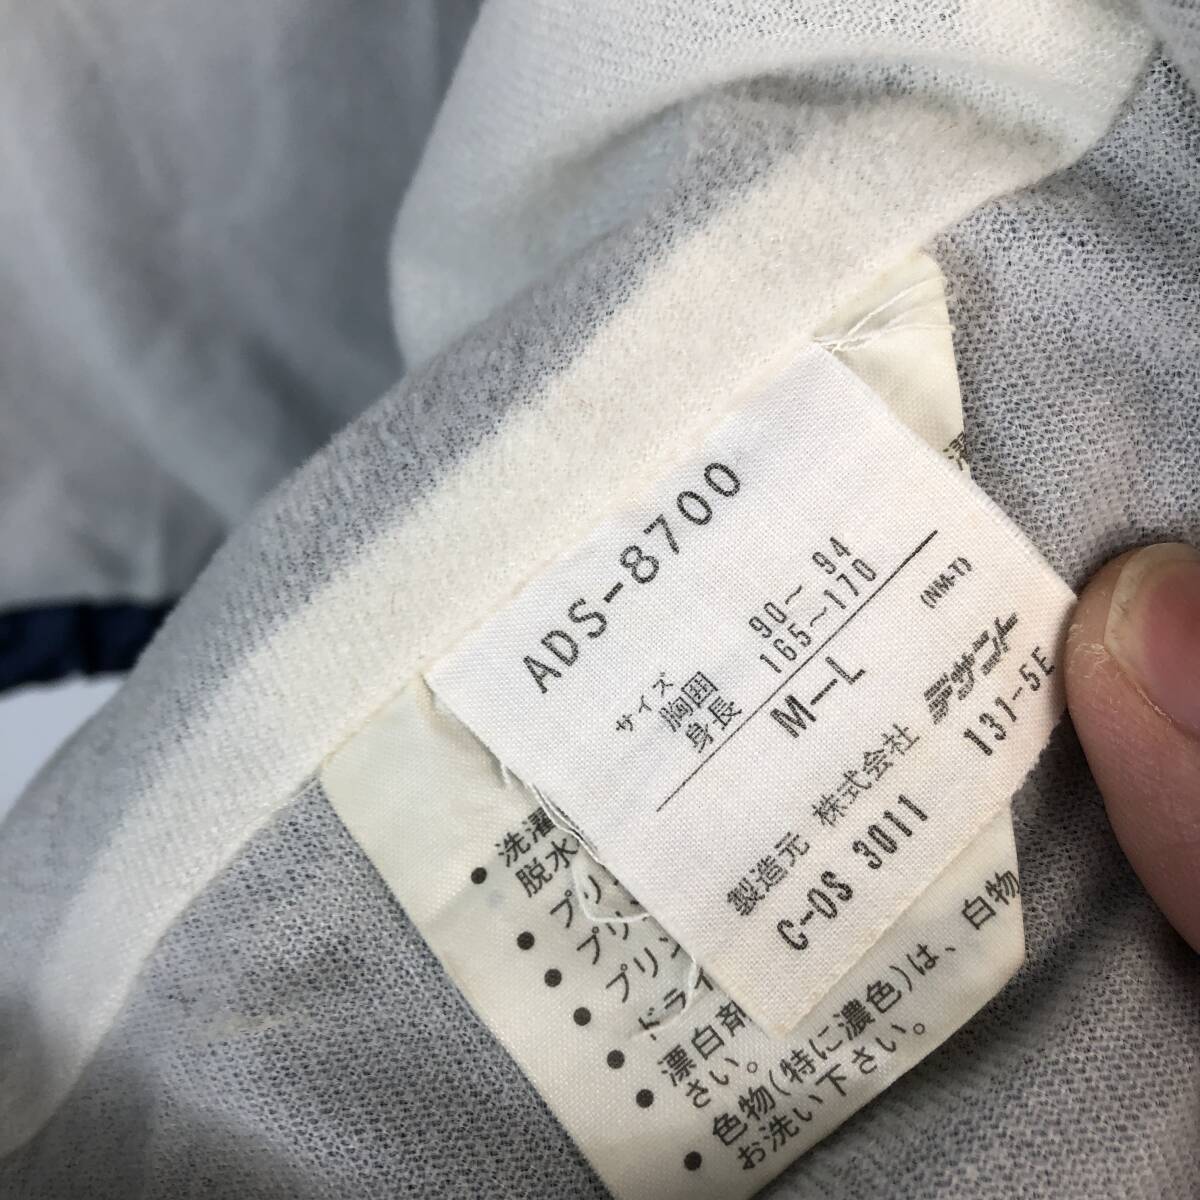 ADS-8700
サイズ
胸囲 90~94
身長 165~170
M-L
(NM-T)
製造元 株式会社 デサント
C-OS 3011 131-5E
洗濯
脱水
プリ
プリ
プリン
ドライ
漂白剤
さい。
色物(特に濃色)は、白物
お洗い下さい。